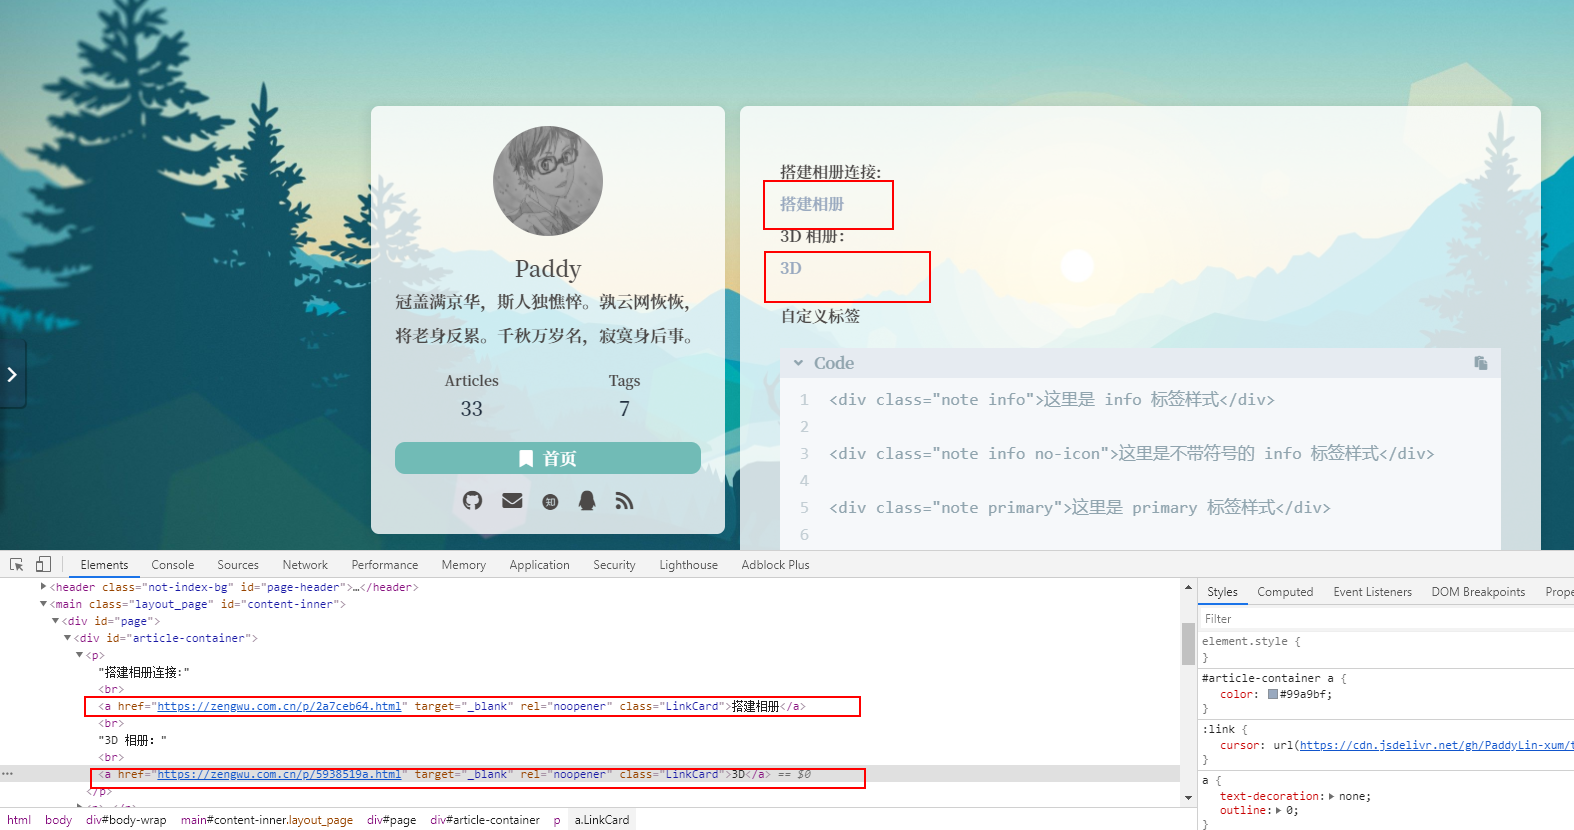 Paddy
冠盖满京华，斯人独憔悴。孰云网恢恢，
将老身反累。千秋万岁名，寂寞身后事。
Articles
33
Tags
7
首页
知
搭建相册连接:
搭建相册
3D 相册：
3D
自定义标签
Code
1 <div class="note info">这里是 info 标签样式</div>
2
3 <div class="note info no-icon">这里是不带符号的 info 标签样式</div>
4
5 <div class="note primary">这里是 primary 标签样式</div>
6
Elements Console Sources Network Performance Memory Application Security Lighthouse Adblock Plus
<header class="not-index-bg" id="page-header">…</header>
<main class="layout_page" id="content-inner">
<div id="page">
<div id="article-container">
<p>
"搭建相册连接:"
<br>
<a href="https://zengwu.com.cn/p/2a7ceb64.html" target="_blank" rel="noopener" class="LinkCard">搭建相册</a>
<br>
"3D 相册： "
<br>
<a href="https://zengwu.com.cn/p/5938519a.html" target="_blank" rel="noopener" class="LinkCard">3D</a> == $0
</p>
html body div#body-wrap main#content-inner.layout_page div#page div#article-container p a.LinkCard
Styles Computed Event Listeners DOM Breakpoints Prope
Filter
element.style {
}
#article-container a {
color: #99a9bf;
}
:link {
cursor: url(https://cdn.jsdelivr.net/gh/PaddyLin-xum/t
}
a {
text-decoration: none;
outline: 0;
}